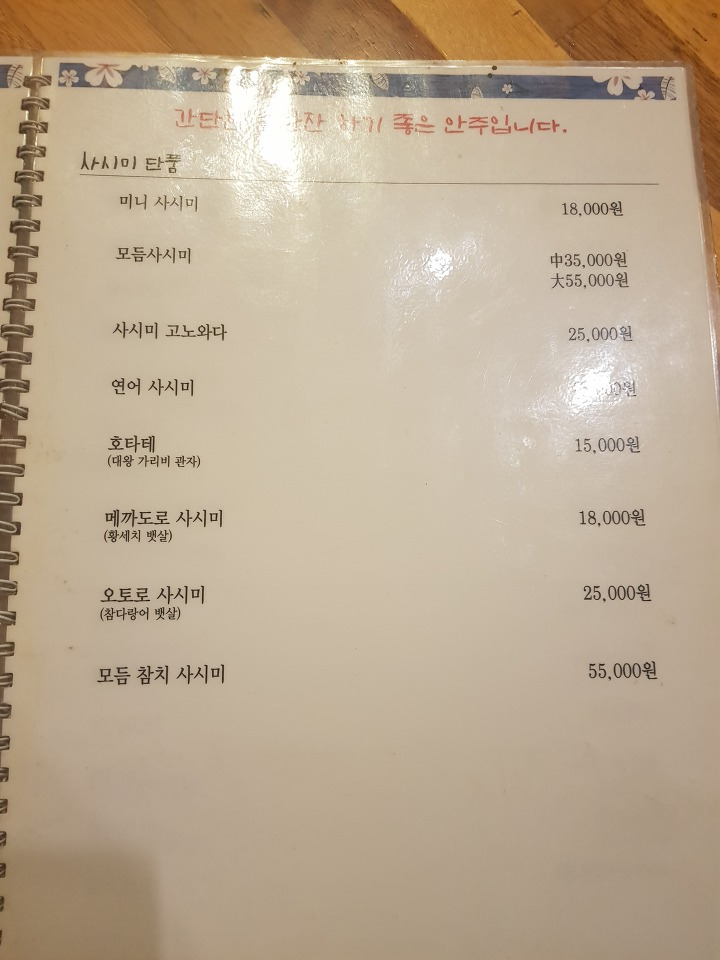 간단 하기 좋은 안주입니다.
사시미 단품
미니 사시미 18,000원
모듬사시미 中35,000원
大55,000원
사시미 고노와다 25,000원
연어 사시미
호타테 15,000원
(대왕 가리비 관자)
메까도로 사시미 18,000원
(황세치 뱃살)
오토로 사시미 25,000원
(참다랑어 뱃살)
모듬 참치 사시미 55,000원